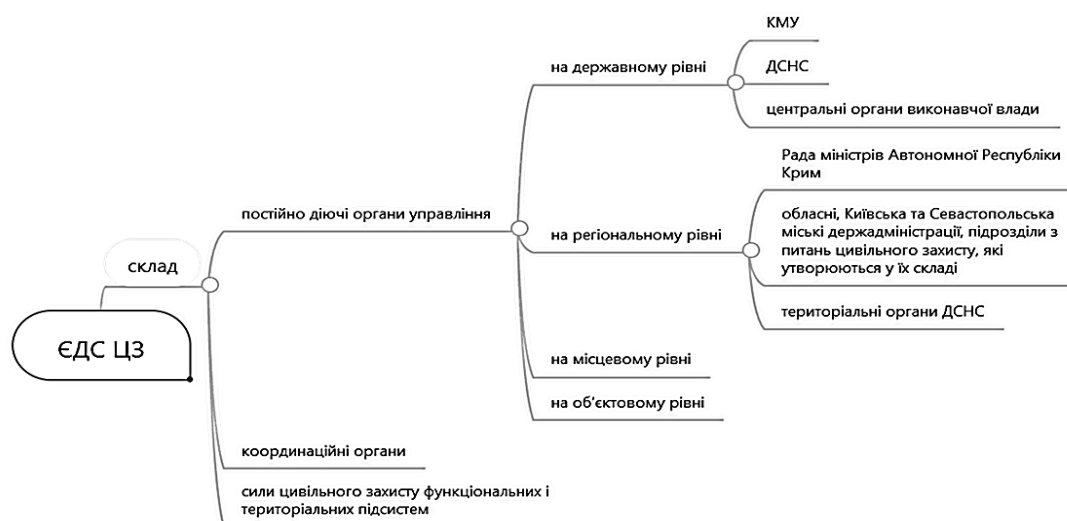 КМУ
на державному рівні
ДСНС
центральні органи виконавчої влади
Рада міністрів Автономної Республіки
Крим
постійно діючі органи управління
обласні, Київська та Севастопольська
міські держадміністрації, підрозділи з
питань цивільного захисту, які
утворюються у їх складі
на регіональному рівні
склад
територіальні органи ДСНС
ЄДС ЦЗ
на місцевому рівні
на об'єктовому рівні
координаційні органи
сили цивільного захисту функціональних і
територіальних підсистем